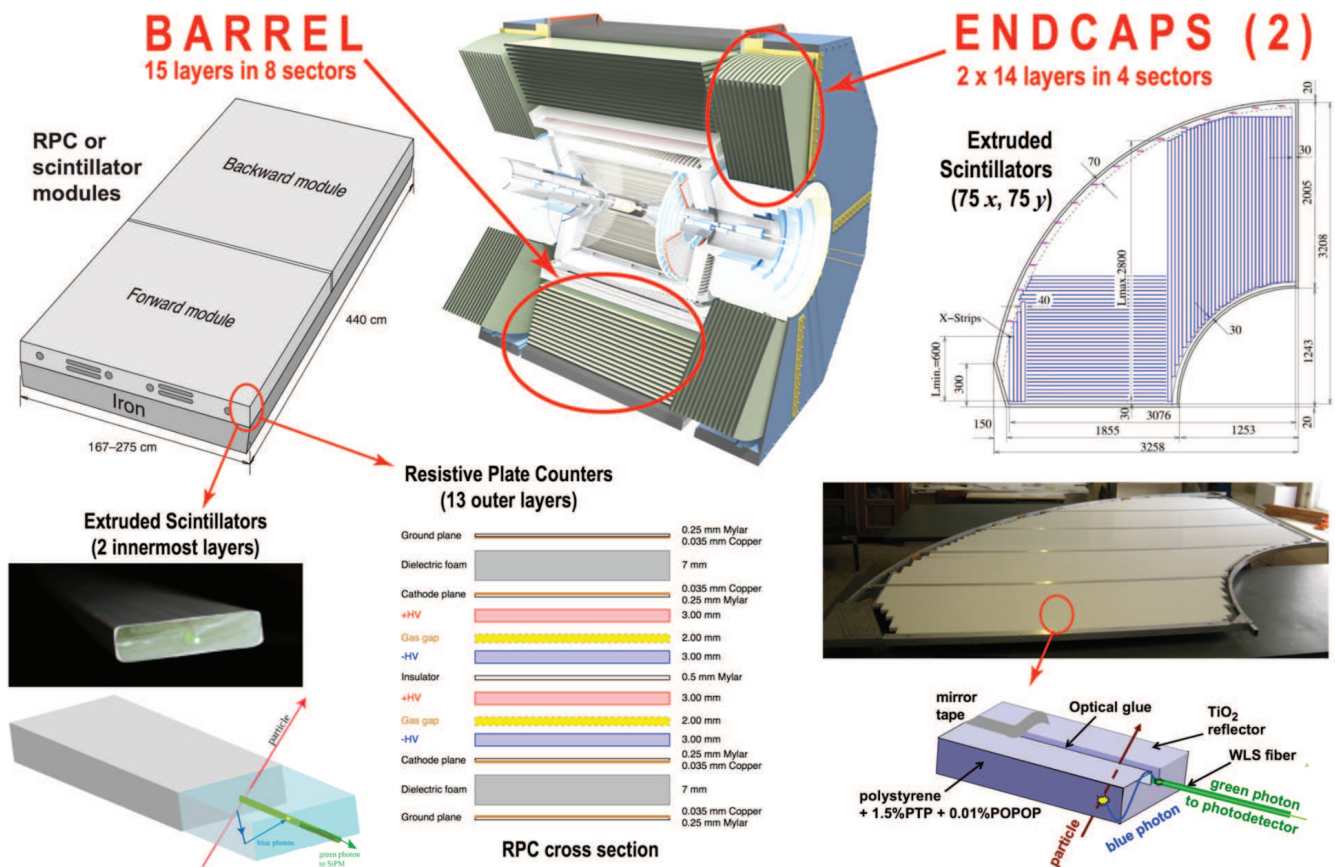 BARREL
15 layers in 8 sectors
ENDCAPS (2)
2 x 14 layers in 4 sectors
RPC or
scintillator
modules
Backward module
Forward module
Iron
440 cm
167–275 cm
Extruded
Scintillators
(75 x, 75 y)
70
20
30
2005
3208
1243
20
Lmax.2800
40
X-Strips
Lmin.=600
300
30
30
150
3076
1855
1253
3258
Extruded Scintillators
(2 innermost layers)
particle
blue photon
green photon
to SiPM
Resistive Plate Counters
(13 outer layers)
Ground plane
0.25 mm Mylar
0.035 mm Copper
Dielectric foam
7 mm
Cathode plane
0.035 mm Copper
0.25 mm Mylar
+HV
3.00 mm
Gas gap
2.00 mm
-HV
3.00 mm
Insulator
0.5 mm Mylar
+HV
3.00 mm
Gas gap
2.00 mm
-HV
3.00 mm
Cathode plane
0.25 mm Mylar
0.035 mm Copper
Dielectric foam
7 mm
Ground plane
0.035 mm Copper
0.25 mm Mylar
RPC cross section
mirror
tape
Optical glue
TiO2
reflector
WLS fiber
polystyrene
+ 1.5%PTP + 0.01%POPOP
particle
blue photon
green photon
to photodetector